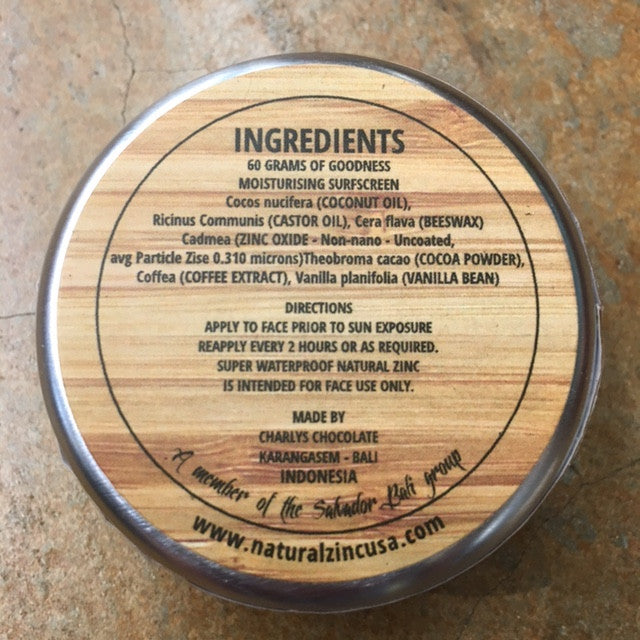 INGREDIENTS
60 GRAMS OF GOODNESS
MOISTURISING SURFSCREEN
Cocos nucifera (COCONUT OIL),
Ricinus Communis (CASTOR OIL), Cera flava (BEESWAX)
Cadmea (ZINC OXIDE - Non-nano - Uncoated,
avg Particle Zise 0.310 microns)Theobroma cacao (COCOA POWDER),
Coffea (COFFEE EXTRACT), Vanilla planifolia (VANILLA BEAN)
DIRECTIONS
APPLY TO FACE PRIOR TO SUN EXPOSURE
REAPPLY EVERY 2 HOURS OR AS REQUIRED.
SUPER WATERPROOF NATURAL ZINC
IS INTENDED FOR FACE USE ONLY.
MADE BY
CHARLYS CHOCOLATE
KARANGASEM - BALI
INDONESIA
A member of the Salvador Bali group
www.naturalzincusa.com